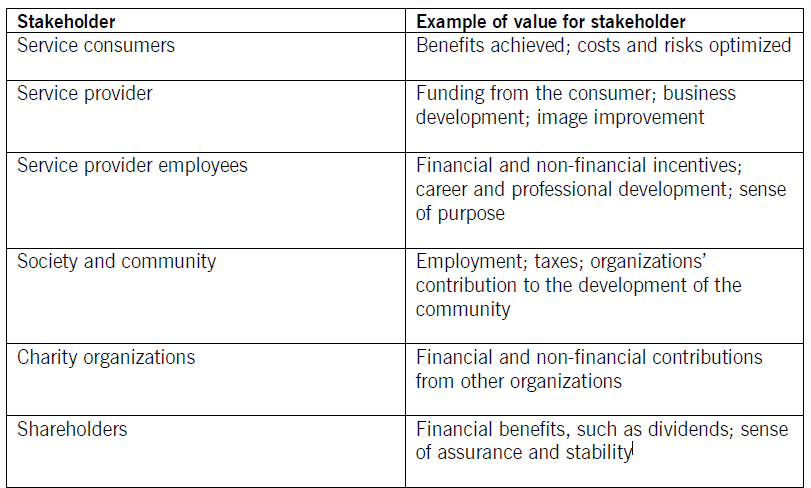 Stakeholder
Example of value for stakeholder
Service consumers
Benefits achieved; costs and risks optimized
Service provider
Funding from the consumer; business
development; image improvement
Service provider employees
Financial and non-financial incentives;
career and professional development; sense
of purpose
Society and community
Employment; taxes; organizations’
contribution to the development of the
community
Charity organizations
Financial and non-financial contributions
from other organizations
Shareholders
Financial benefits, such as dividends; sense
of assurance and stability